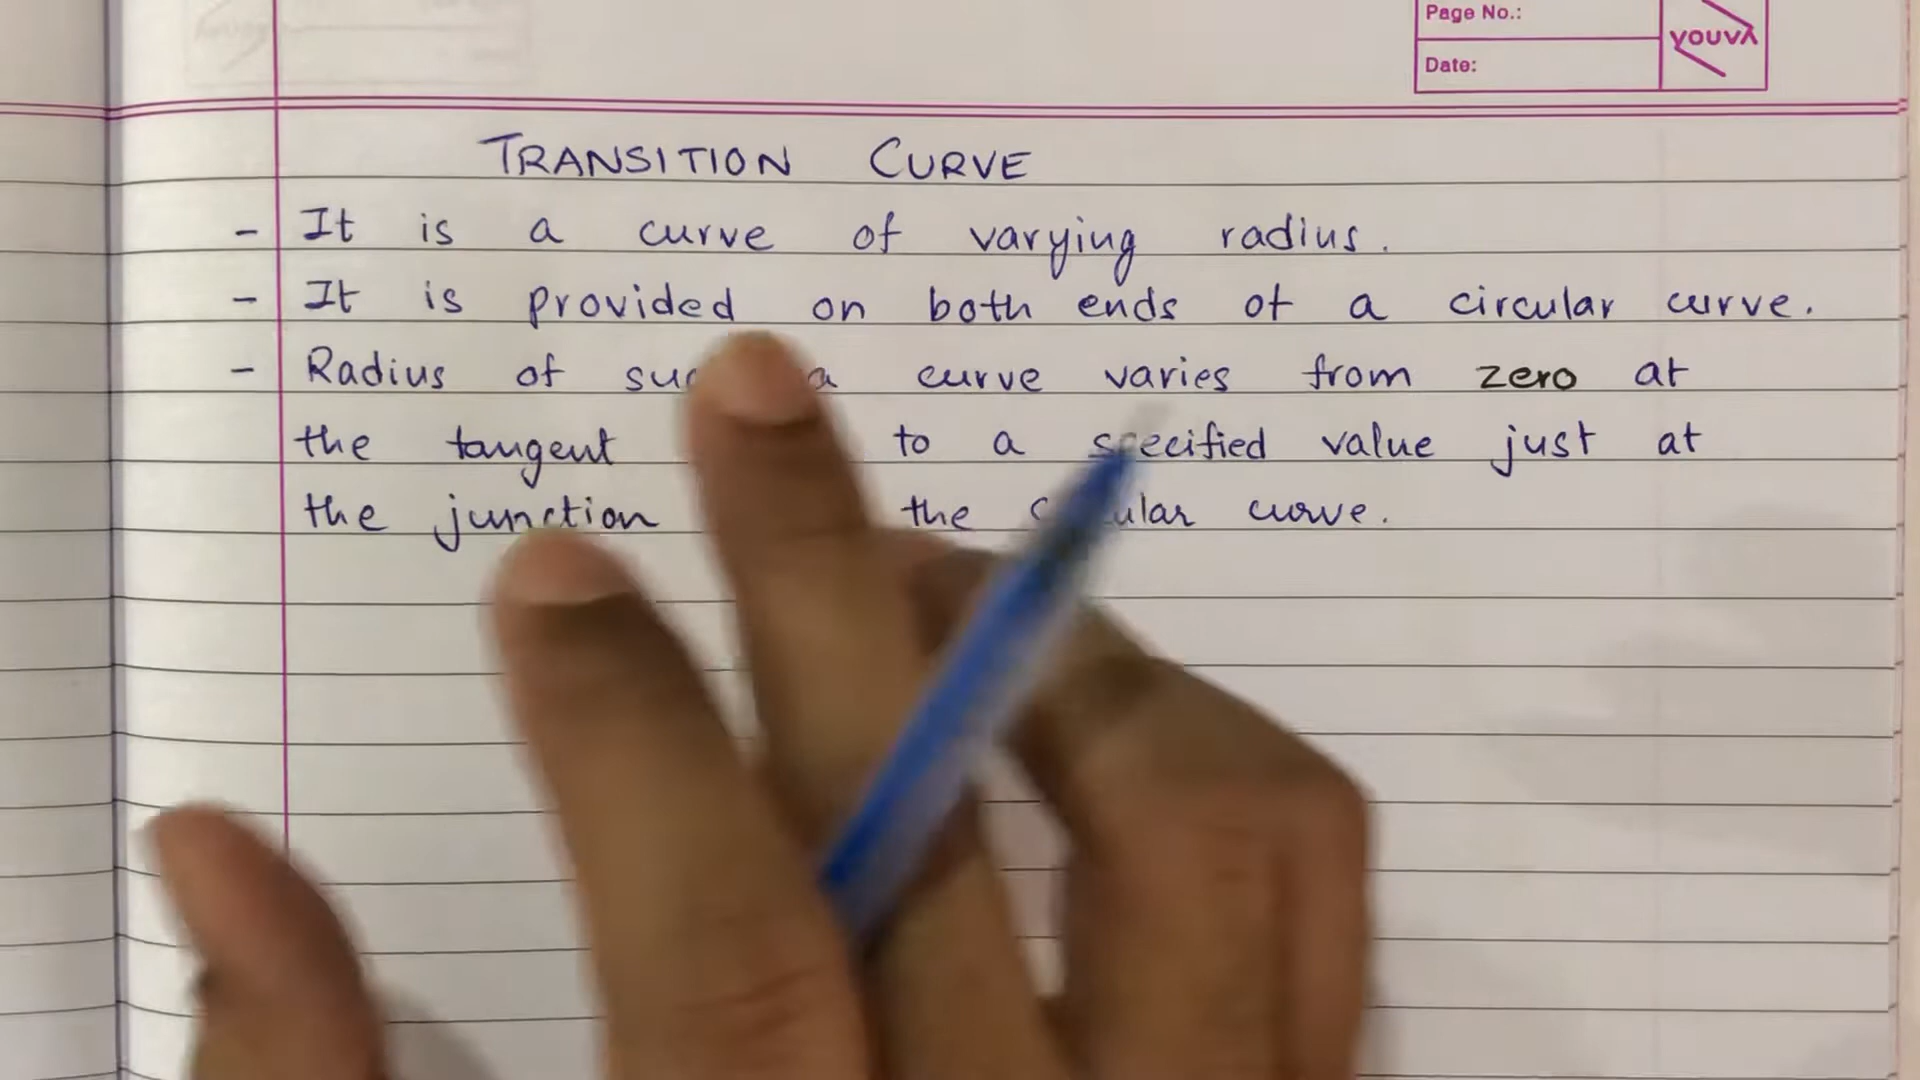 Page No.:
YOUVA
Date:
TRANSITION CURVE
- It is a curve of varying radius.
- It is provided on both ends of a circular curve.
- Radius of a curve varies from zero at
the tangent to a specified value just at
the junction the circular curve.